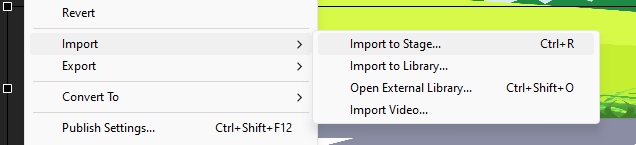 Revert
Import
Import to Stage... Ctrl+R
Export
Import to Library...
Open External Library... Ctrl+Shift+O
Convert To
Import Video...
Publish Settings... Ctrl+Shift+F12